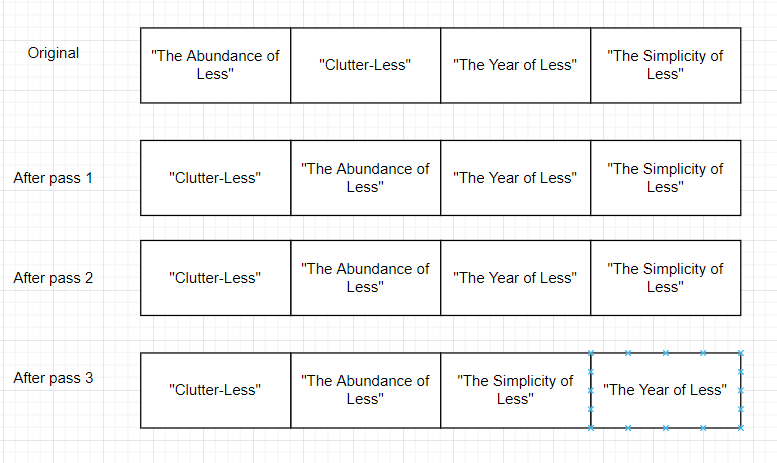 Original
"The Abundance of
Less"
"Clutter-Less"
"The Year of Less"
"The Simplicity of
Less"
After pass 1
"Clutter-Less"
"The Abundance of
Less"
"The Year of Less"
"The Simplicity of
Less"
After pass 2
"Clutter-Less"
"The Abundance of
Less"
"The Year of Less"
"The Simplicity of
Less"
After pass 3
"Clutter-Less"
"The Abundance of
Less"
"The Simplicity of
Less"
"The Year of Less"